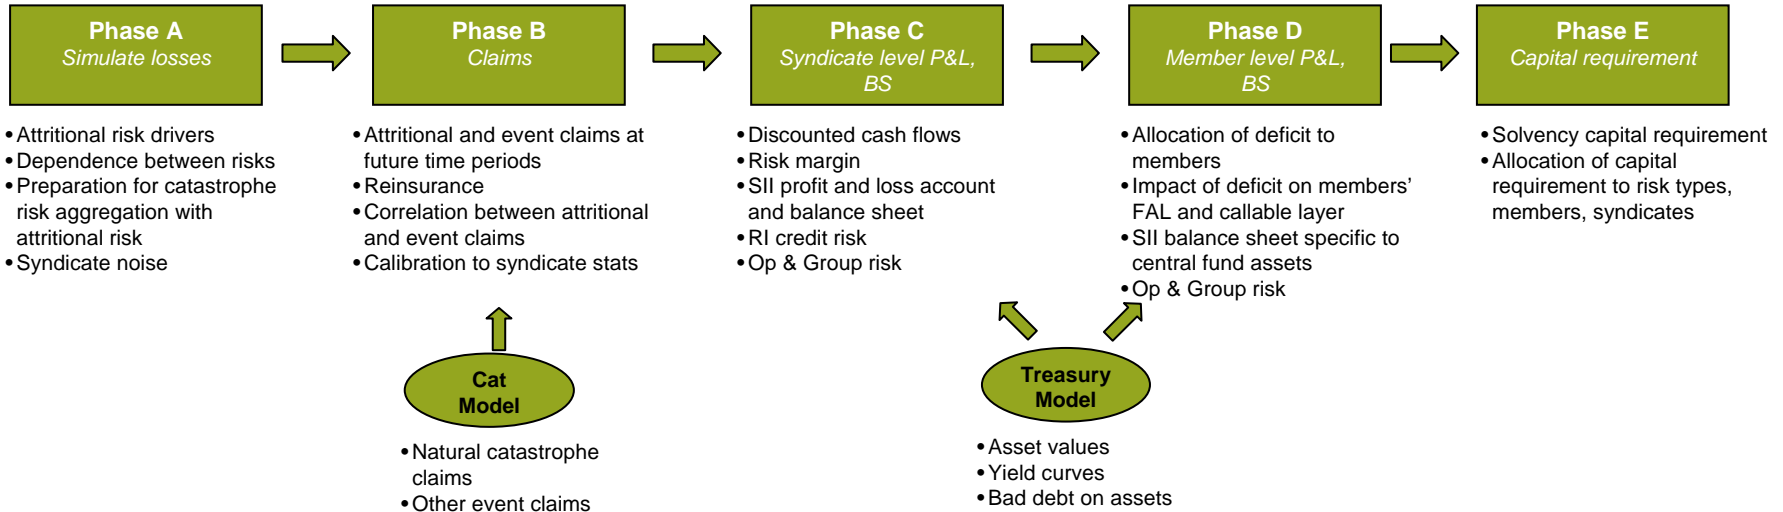 Phase A
Simulate losses
Phase B
Claims
Phase C
Syndicate level P&L,
BS
Phase D
Member level P&L,
BS
Phase E
Capital requirement
• Attritional risk drivers
• Dependence between risks
• Preparation for catastrophe
risk aggregation with
attritional risk
• Syndicate noise
• Attritional and event claims at
future time periods
• Reinsurance
• Correlation between attritional
and event claims
• Calibration to syndicate stats
• Discounted cash flows
• Risk margin
• SII profit and loss account
and balance sheet
• RI credit risk
• Op & Group risk
• Allocation of deficit to
members
• Impact of deficit on members’
FAL and callable layer
• SII balance sheet specific to
central fund assets
• Op & Group risk
• Solvency capital requirement
• Allocation of capital
requirement to risk types,
members, syndicates
Cat
Model
• Natural catastrophe
claims
• Other event claims
Treasury
Model
• Asset values
• Yield curves
• Bad debt on assets